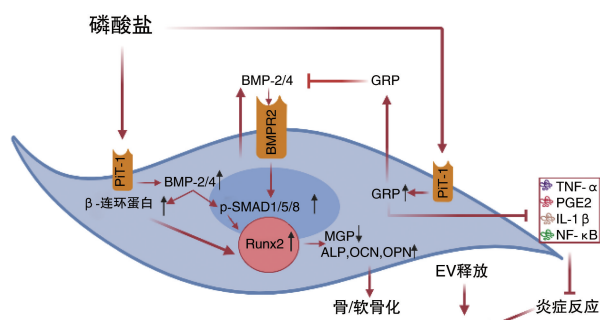 磷酸盐
BMP-2/4
GRP
BMPR2
PiT-1
PiT-1
BMP-2/4
β-连环蛋白
p-SMAD1/5/8
GRP
Runx2
MGP
ALP,OCN,OPN
TNF-α
PGE2
IL-1β
NF-κB
EV释放
骨/软骨化
炎症反应